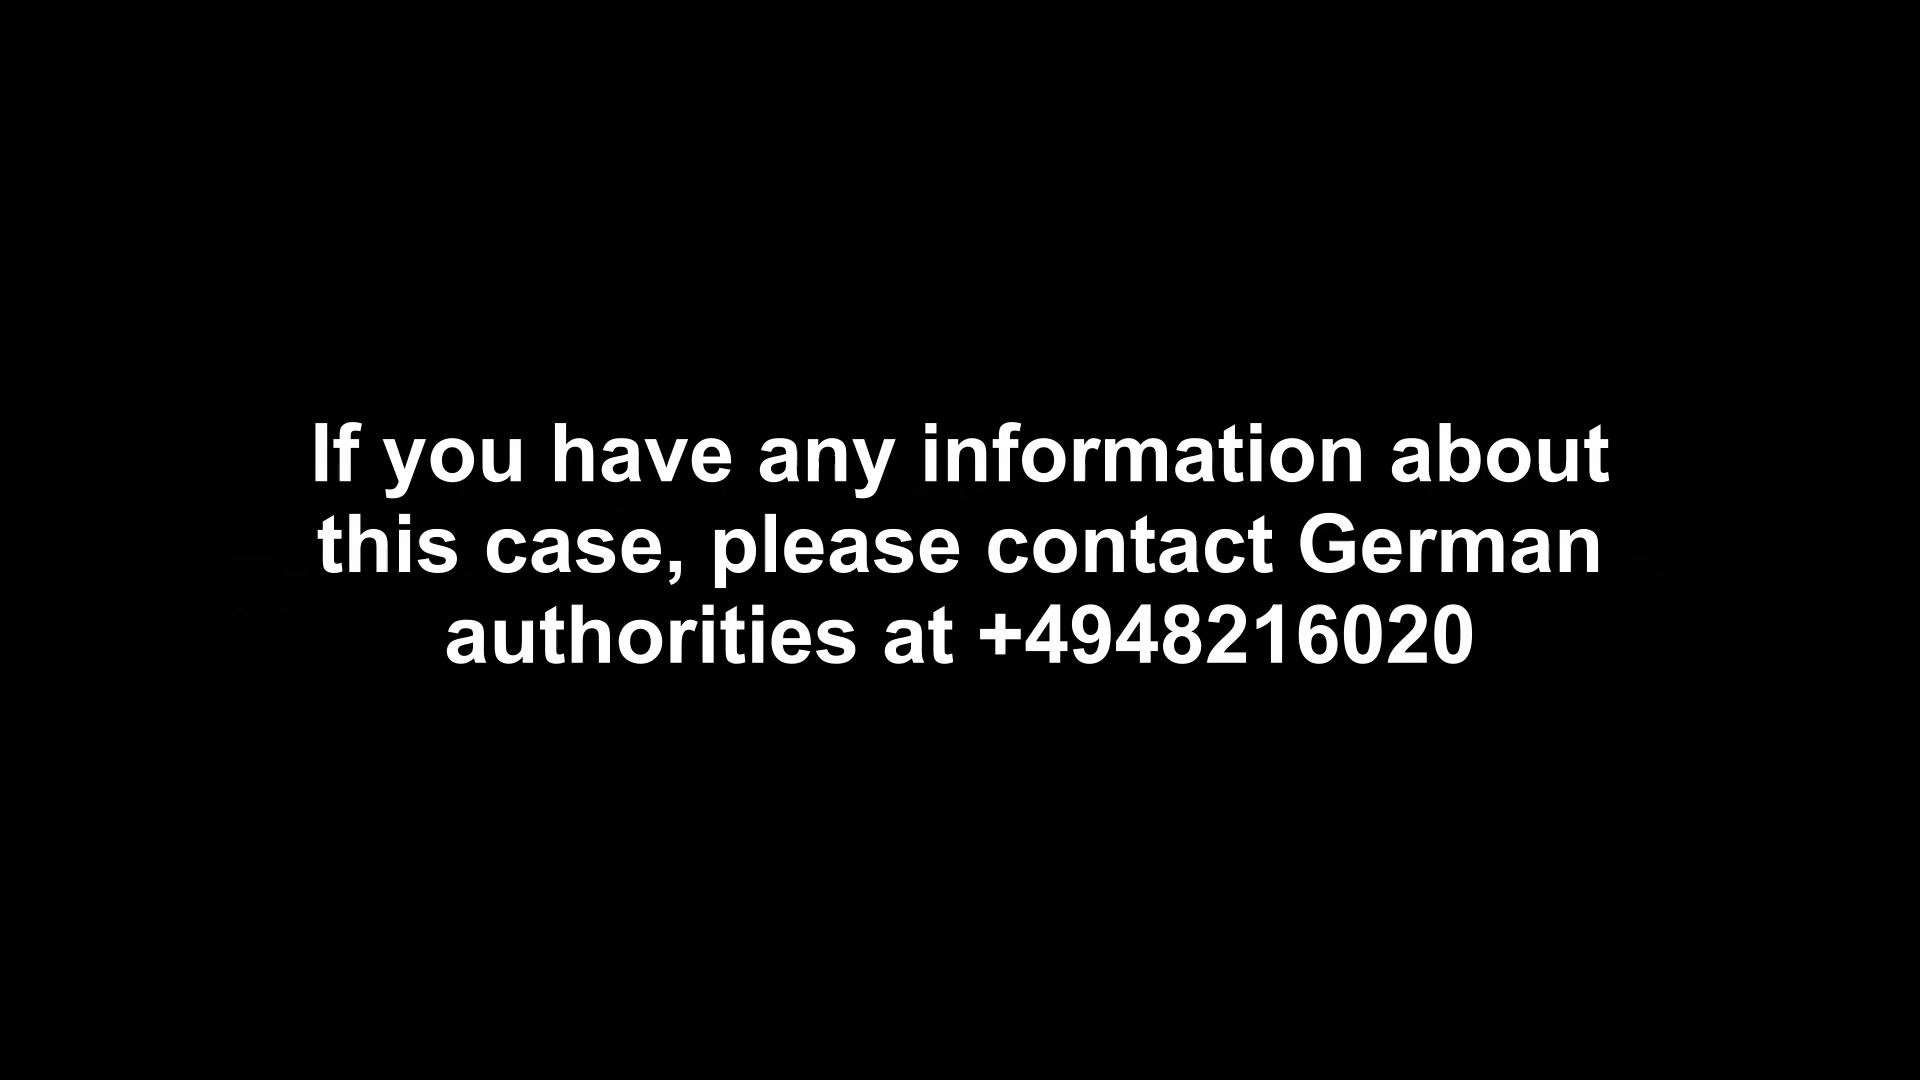 If you have any information about
this case, please contact German
authorities at +4948216020